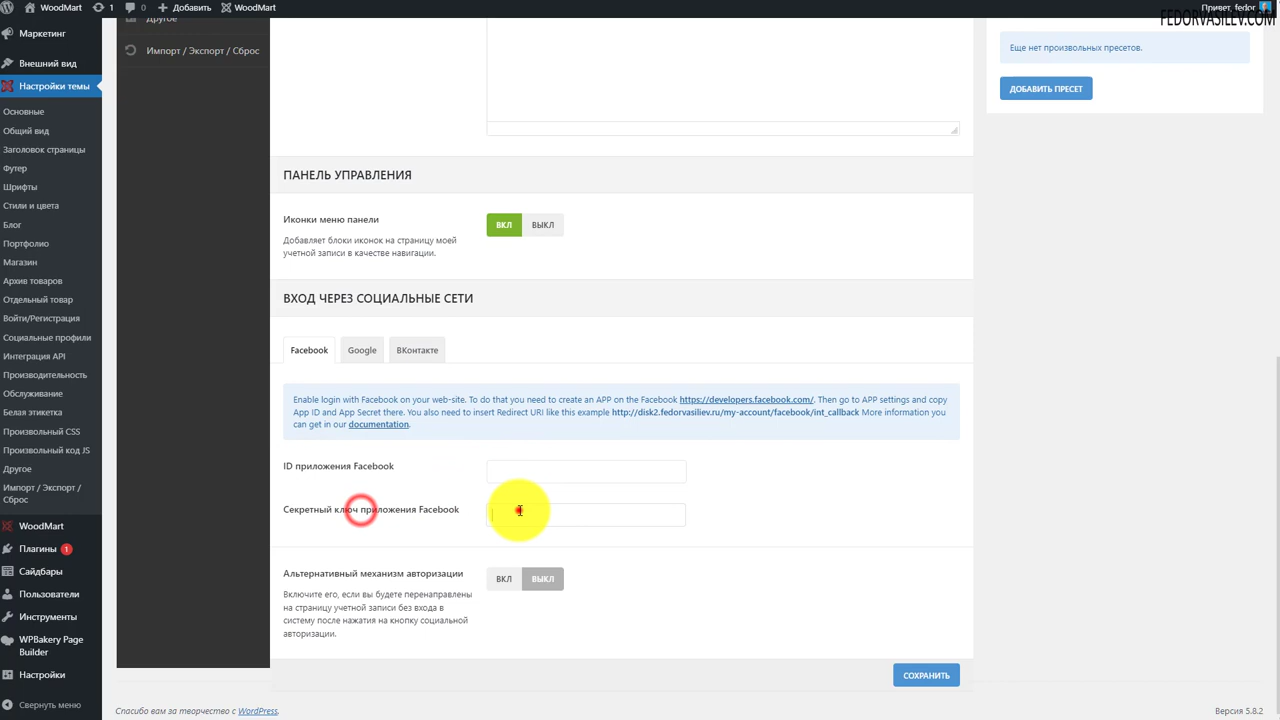 0
Добавить
WoodMart
Привет, fedor
FEDORVASILEV.COM
Маркетинг
Внешний вид
Настройки темы
Основные
Общий вид
Заголовок страницы
Футер
Шрифты
Стили и цвета
Блог
Портфолио
Магазин
Архив товаров
Отдельный товар
Войти/Регистрация
Социальные профили
Интеграция API
Производительность
Обслуживание
Белая этикетка
Произвольный CSS
Произвольный код JS
Другое
Импорт / Экспорт /
Сброс
WoodMart
Плагины 1
Сайдбары
Пользователи
Инструменты
WPBakery Page
Builder
Настройки
Свернуть меню
Другое
Импорт / Экспорт / Сброс
ПАНЕЛЬ УПРАВЛЕНИЯ
Иконки меню панели
Добавляет блоки иконок на страницу моей
учетной записи в качестве навигации.
ВКЛ ВЫКЛ
ВХОД ЧЕРЕЗ СОЦИАЛЬНЫЕ СЕТИ
Facebook Google ВКонтакте
Enable login with Facebook on your web-site. To do that you need to create an APP on the Facebook https://developers.facebook.com/. Then go to APP settings and copy
App ID and App Secret there. You also need to insert Redirect URI like this example http://disk2.fedorvasiliev.ru/my-account/facebook/int_callback More information you
can get in our documentation.
ID приложения Facebook
Секретный ключ приложения Facebook
Альтернативный механизм авторизации
Включите его, если вы будете перенаправлены
на страницу учетной записи без входа в
систему после нажатия на кнопку социальной
авторизации.
ВКЛ ВЫКЛ
СОХРАНИТЬ
Еще нет произвольных пресетов.
ДОБАВИТЬ ПРЕСЕТ
Спасибо вам за творчество с WordPress.
Версия 5.8.2